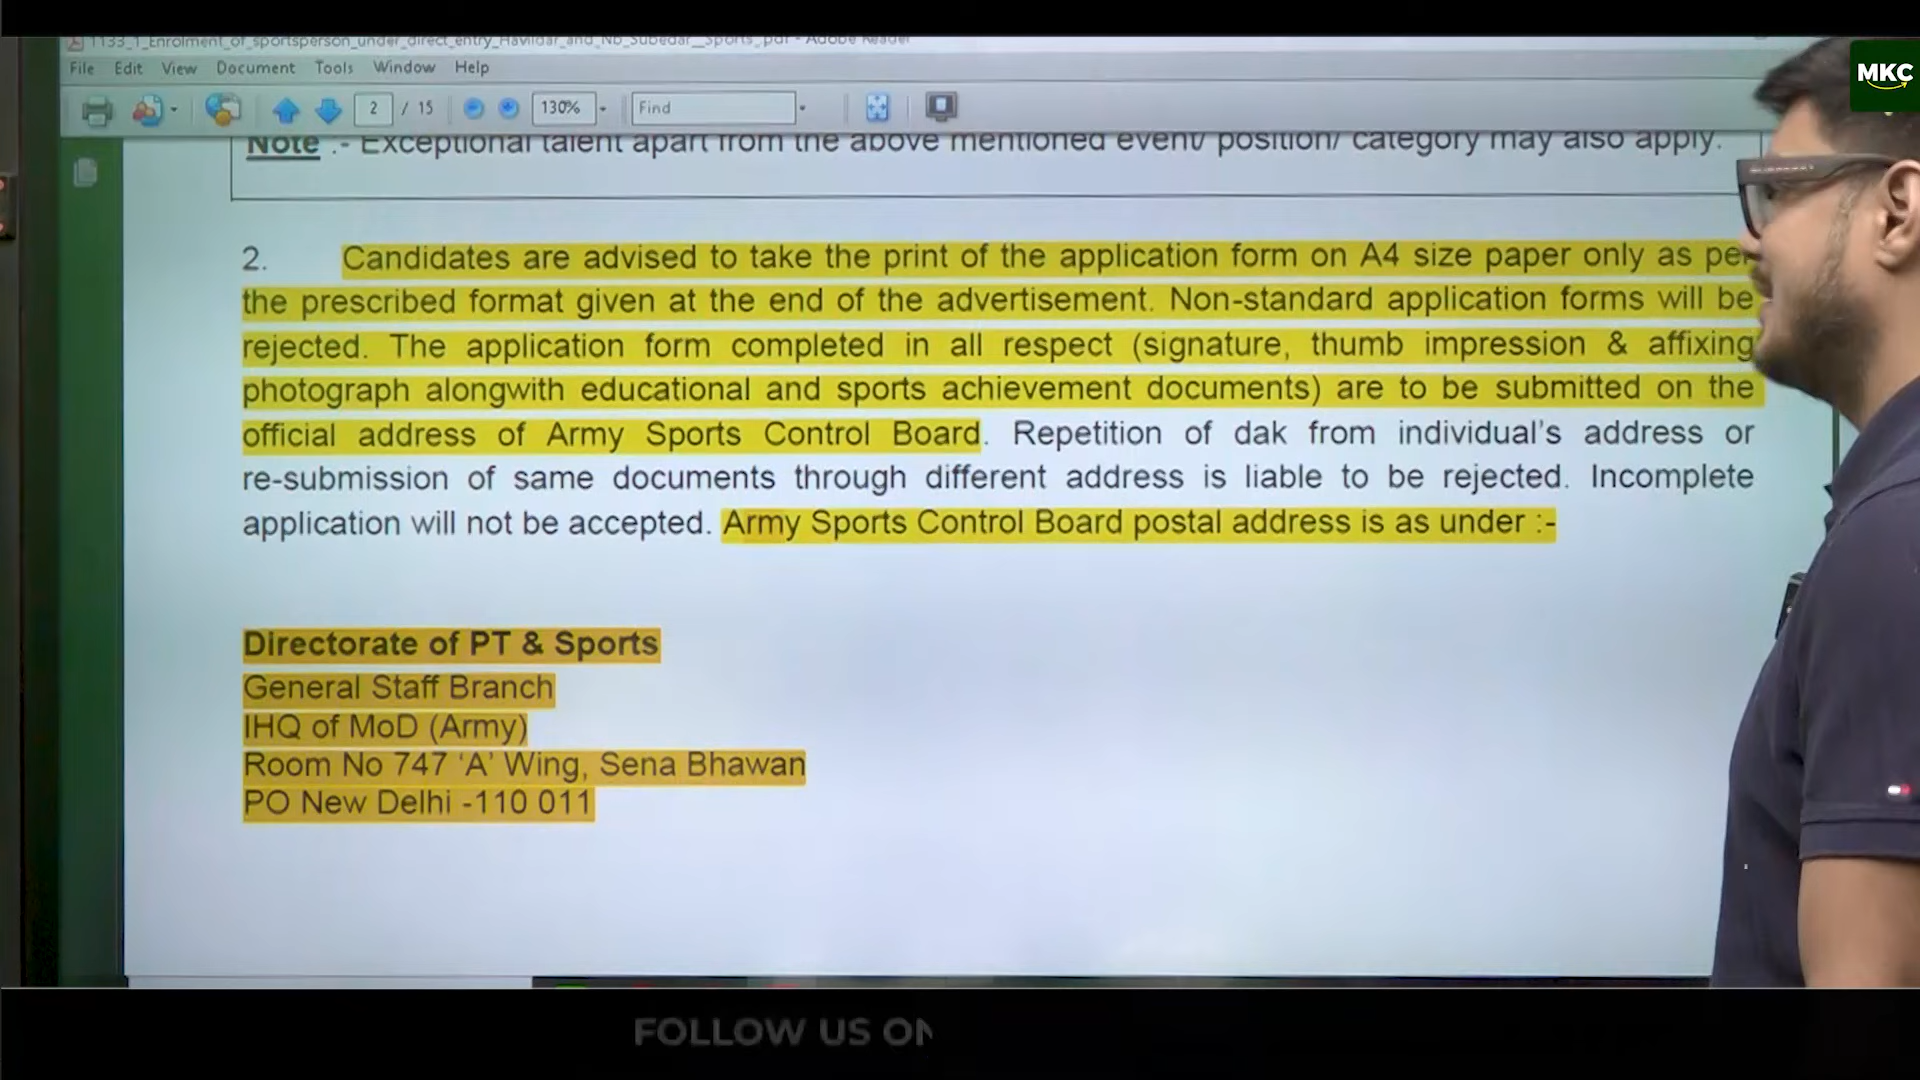 1133_1_Enrolment_of_sportsperson_under_direct_entry_Havildar_and_Nb_Subedar__Sports_.pdf - Adobe Reader
File Edit View Document Tools Window Help
MKC
2 / 15 130% Find
Note :- Exceptional talent apart from the above mentioned event/ position/ category may also apply.
2. Candidates are advised to take the print of the application form on A4 size paper only as per
the prescribed format given at the end of the advertisement. Non-standard application forms will be
rejected. The application form completed in all respect (signature, thumb impression & affixing
photograph alongwith educational and sports achievement documents) are to be submitted on the
official address of Army Sports Control Board. Repetition of dak from individual's address or
re-submission of same documents through different address is liable to be rejected. Incomplete
application will not be accepted. Army Sports Control Board postal address is as under :-
Directorate of PT & Sports
General Staff Branch
IHQ of MoD (Army)
Room No 747 ‘A’ Wing, Sena Bhawan
PO New Delhi -110 011
FOLLOW US ON